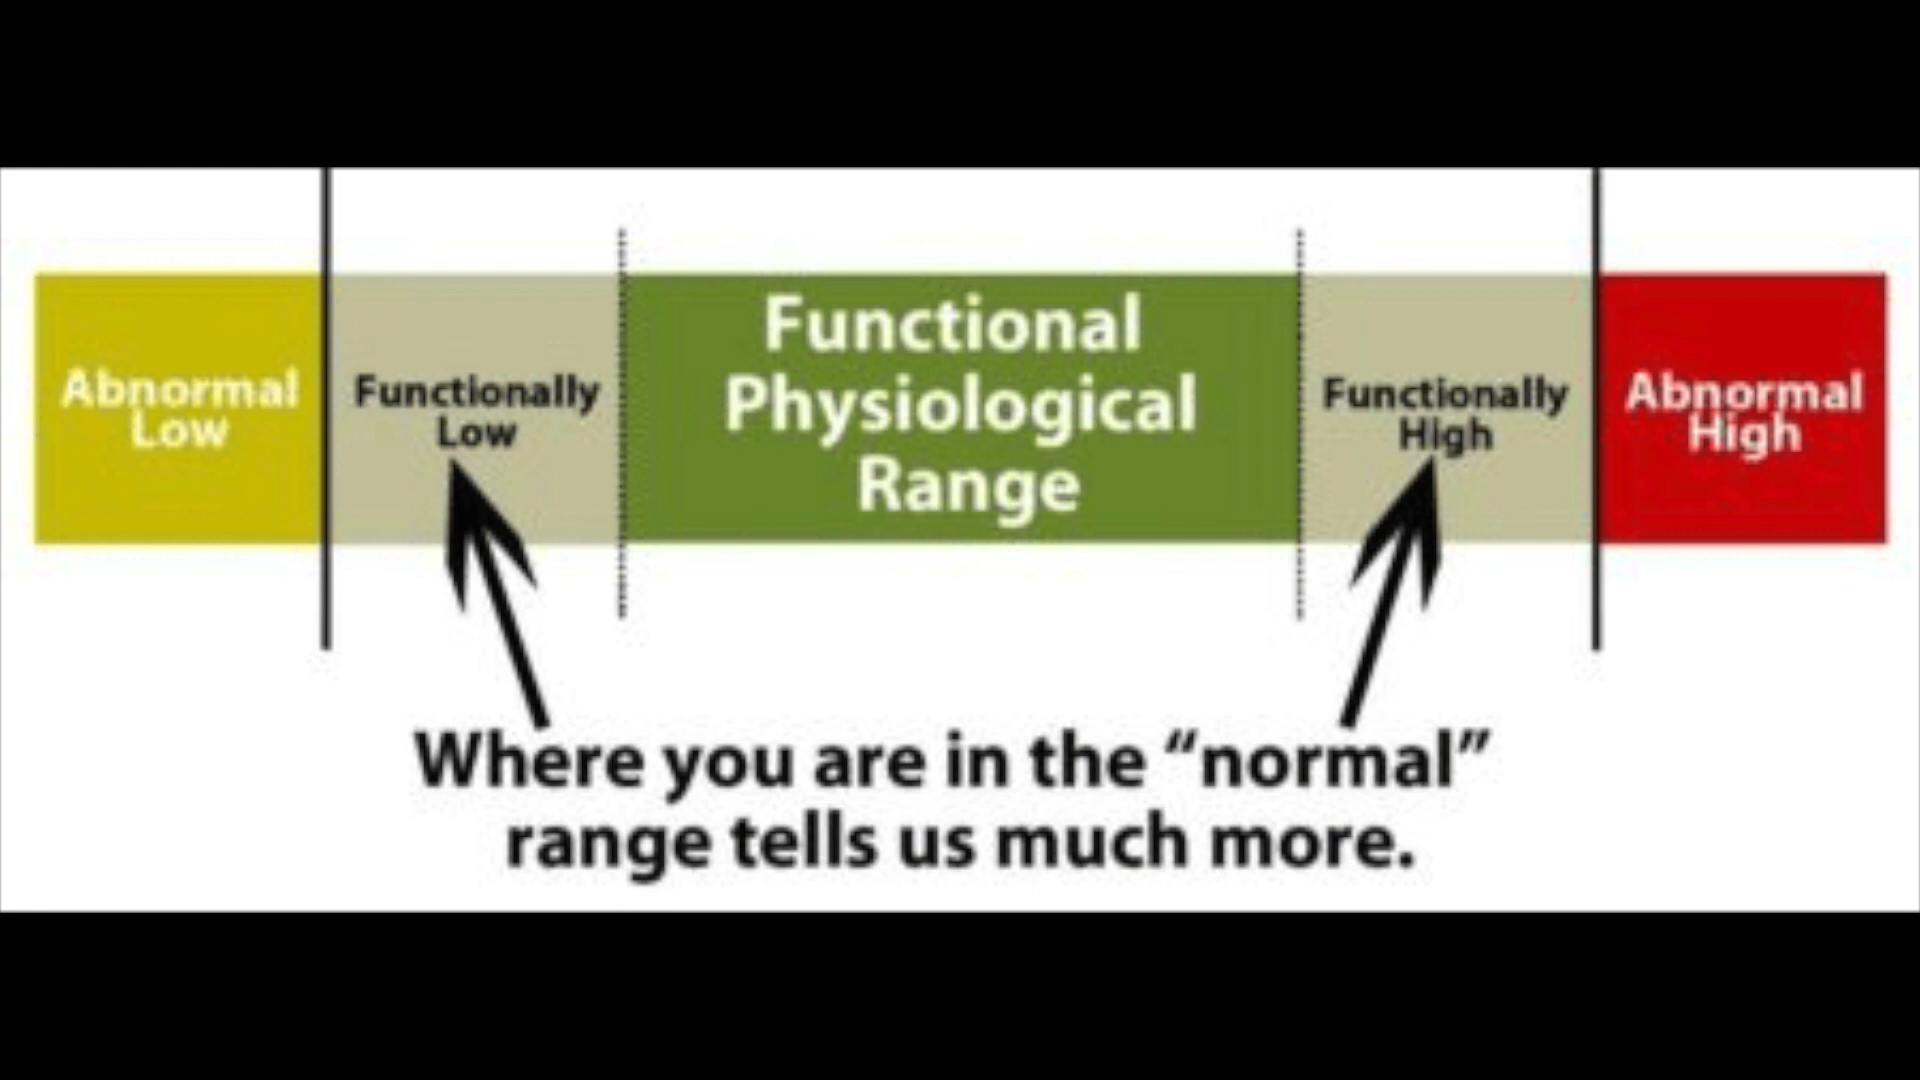 Abnormal
Low
Functionally
Low
Functional
Physiological
Range
Functionally
High
Abnormal
High
Where you are in the “normal”
range tells us much more.